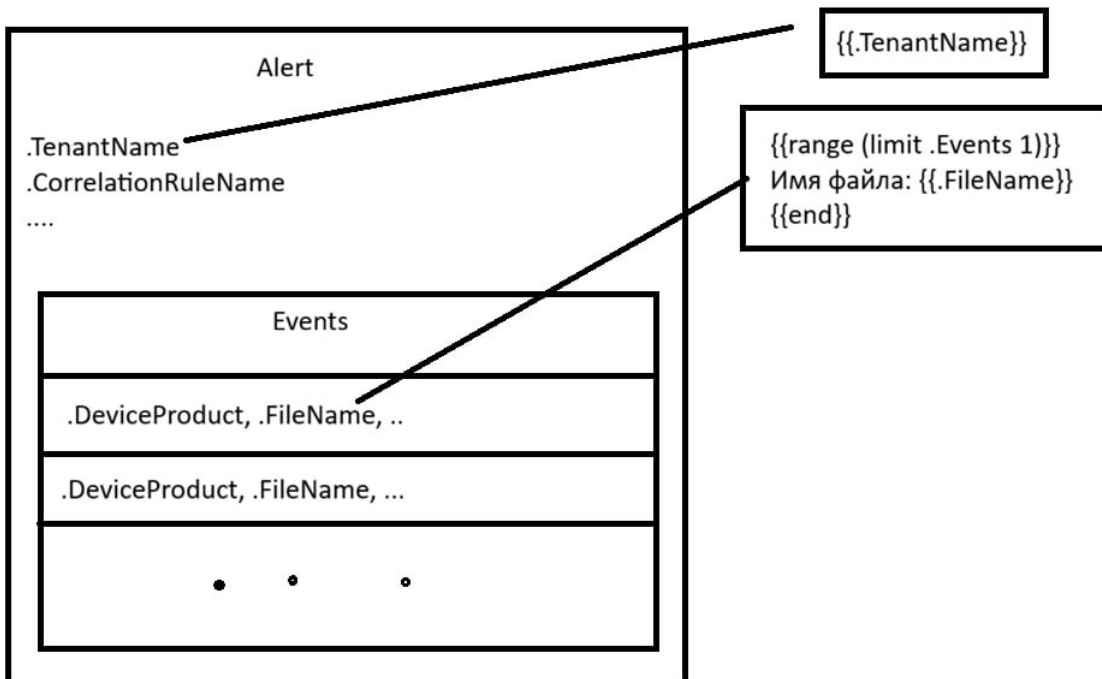 {{.TenantName}}
Alert
.TenantName
.CorrelationRuleName
....
{{range (limit .Events 1)}}
Имя файла: {{.FileName}}
{{end}}
Events
.DeviceProduct, .FileName, ..
.DeviceProduct, .FileName, ...